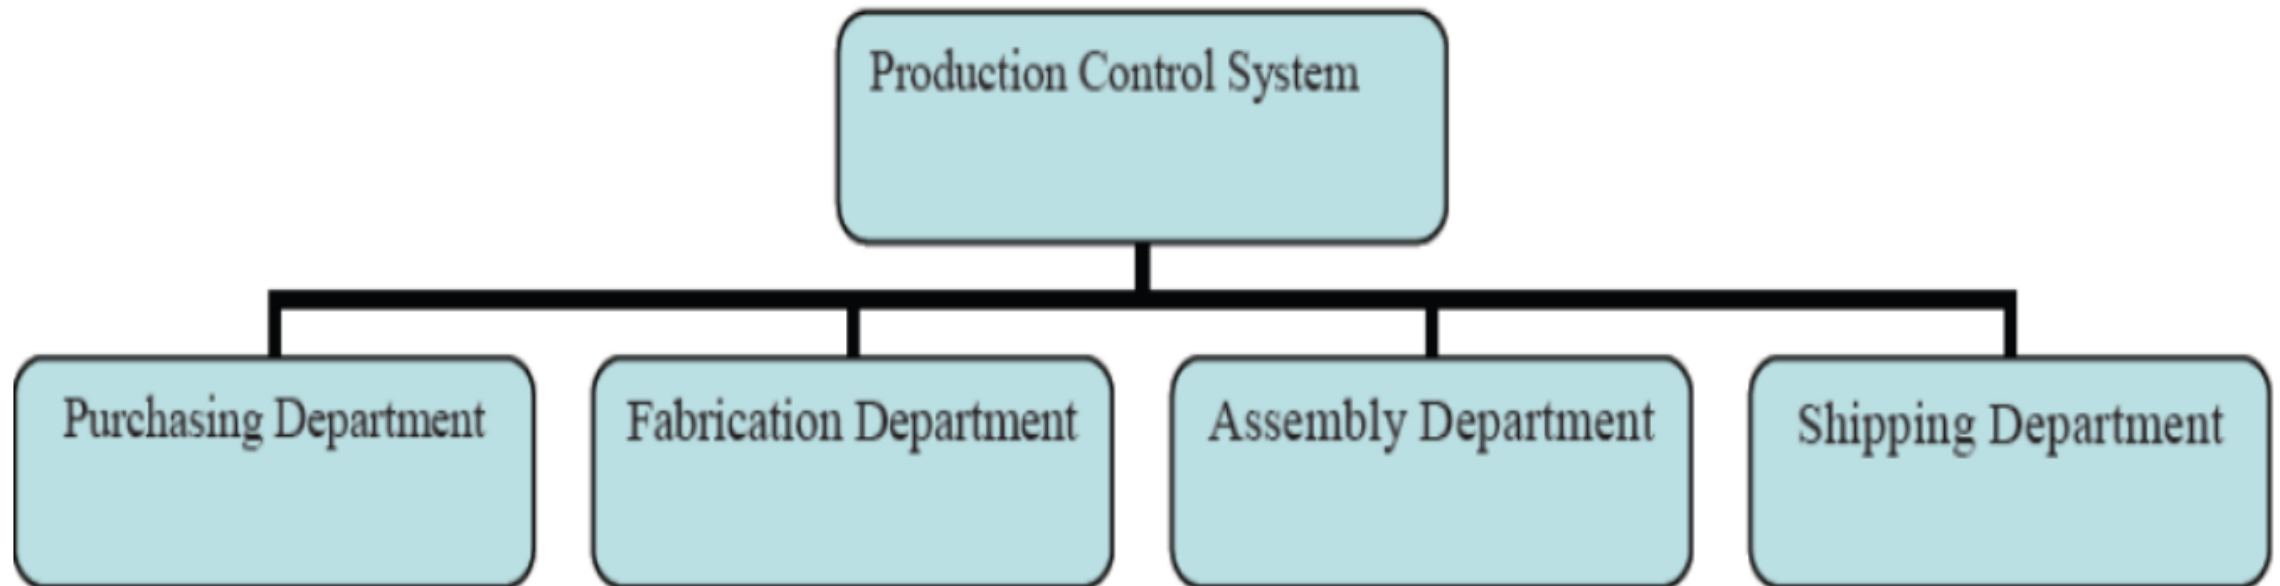 Production Control System
Purchasing Department
Fabrication Department
Assembly Department
Shipping Department